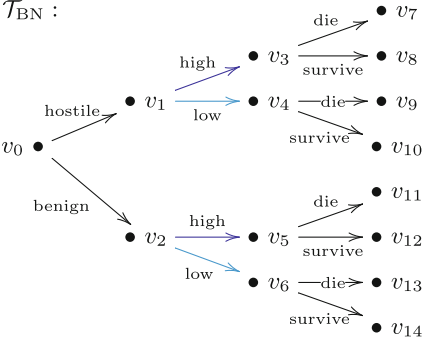 𝒯BN :
die v7
high v3
survive v8
hostile v1
low v4 die v9
survive v10
v0
die v11
benign high v5
survive v12
v2
low v6 die v13
survive v14